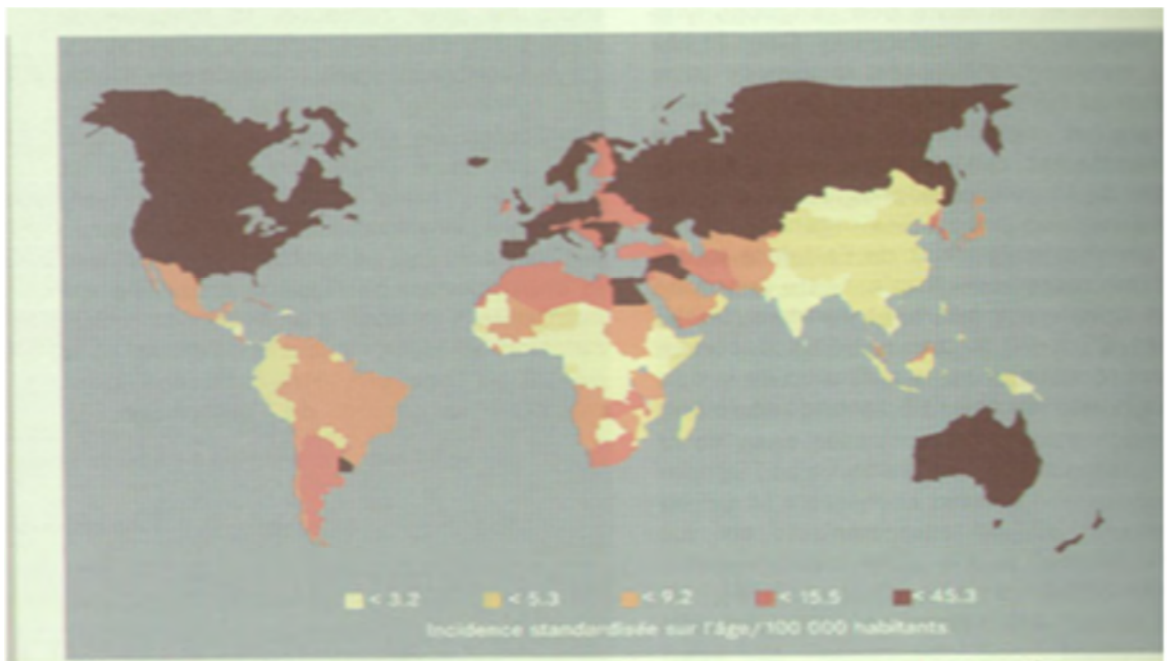 < 3.2 < 5.3 < 9.2 < 15.5 < 45.3
Incidence standardisée sur l'âge/100 000 habitants